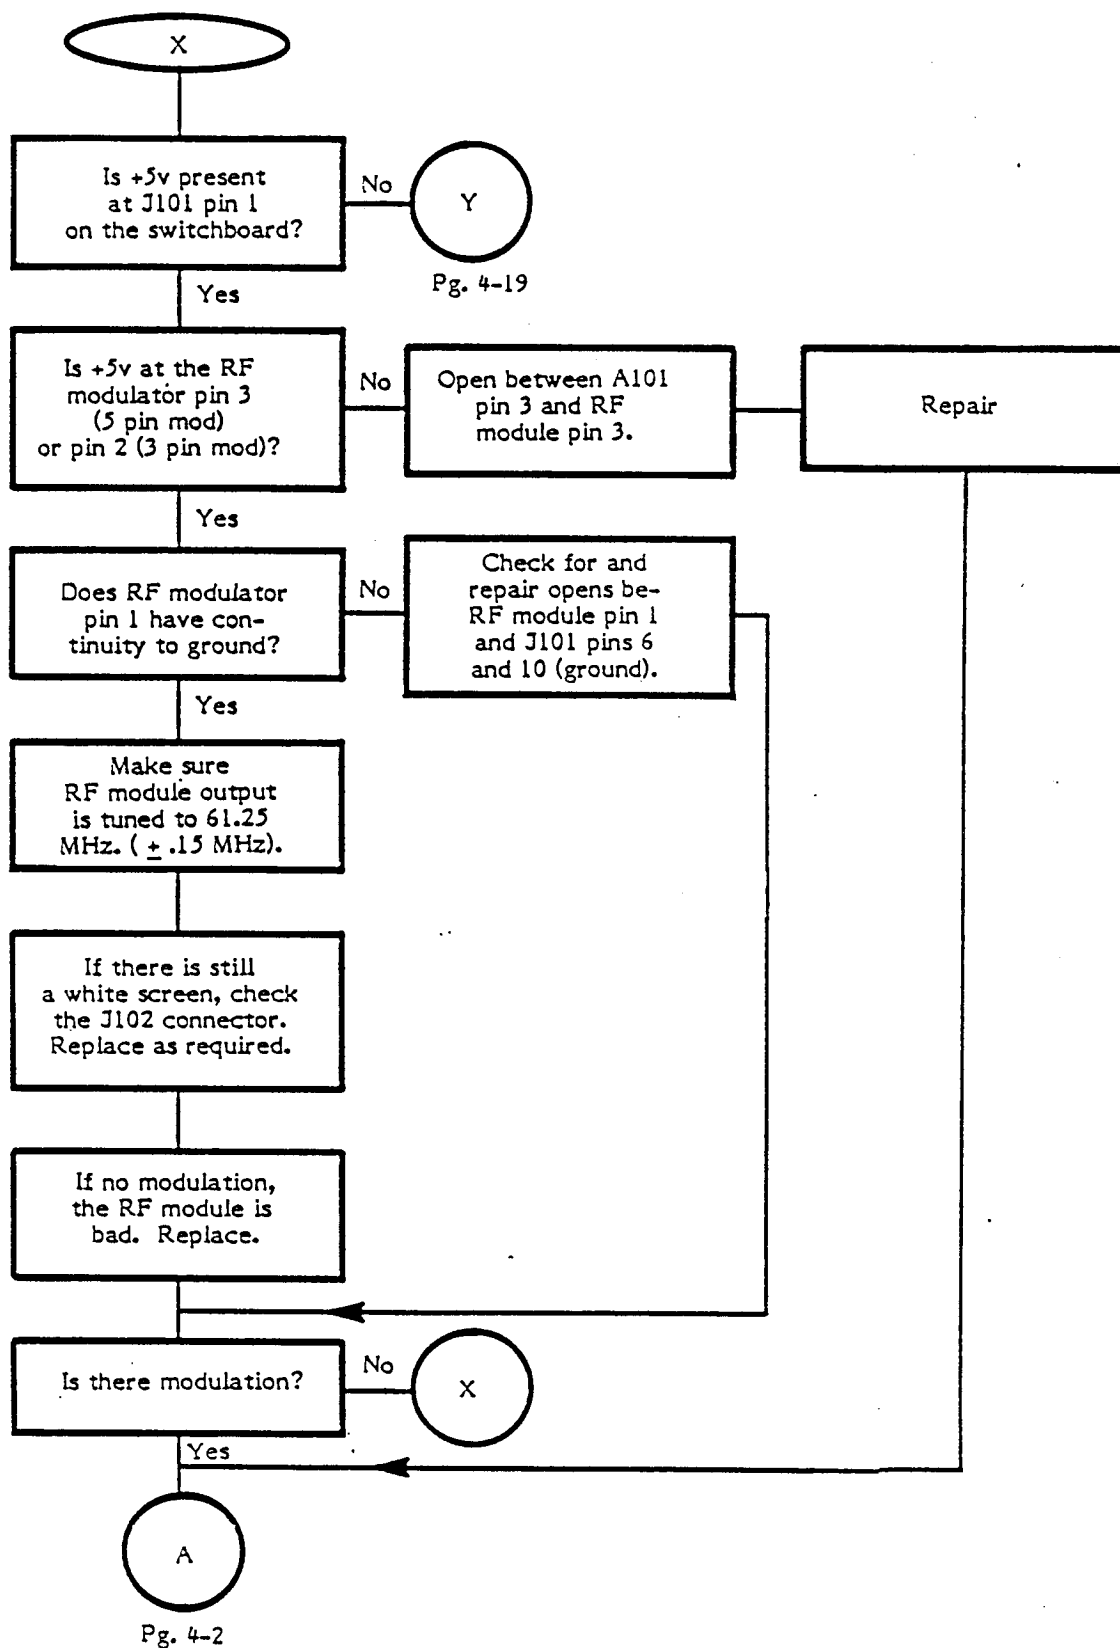 X
Is +5v present
at J101 pin 1
on the switchboard?
No
Y
Pg. 4-19
Yes
Is +5v at the RF
modulator pin 3
(5 pin mod)
or pin 2 (3 pin mod)?
No
Open between A101
pin 3 and RF
module pin 3.
Repair
Yes
Does RF modulator
pin 1 have con-
tinuity to ground?
No
Check for and
repair opens be-
RF module pin 1
and J101 pins 6
and 10 (ground).
Yes
Make sure
RF module output
is tuned to 61.25
MHz. ( ± .15 MHz).
If there is still
a white screen, check
the J102 connector.
Replace as required.
If no modulation,
the RF module is
bad. Replace.
Is there modulation?
No
X
Yes
A
Pg. 4-2